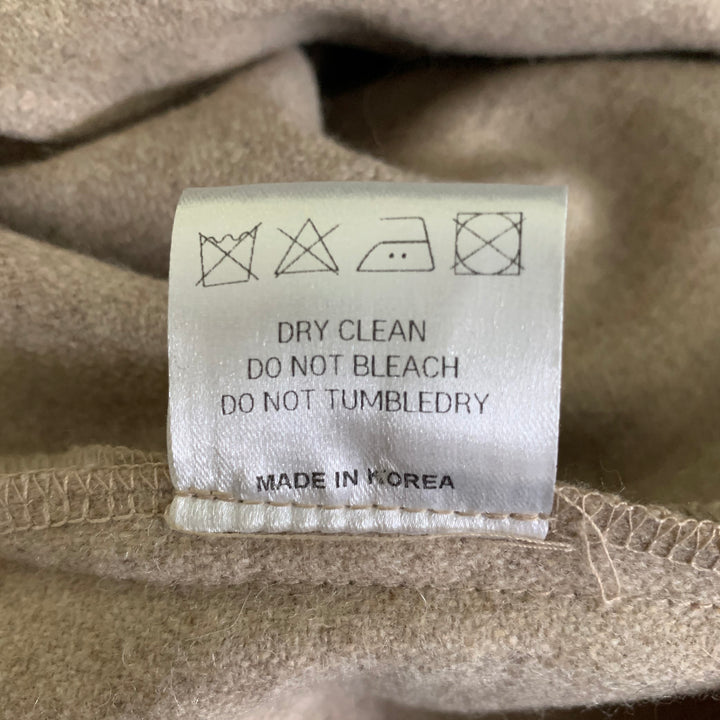 DRY CLEAN
DO NOT BLEACH
DO NOT TUMBLEDRY
MADE IN KOREA